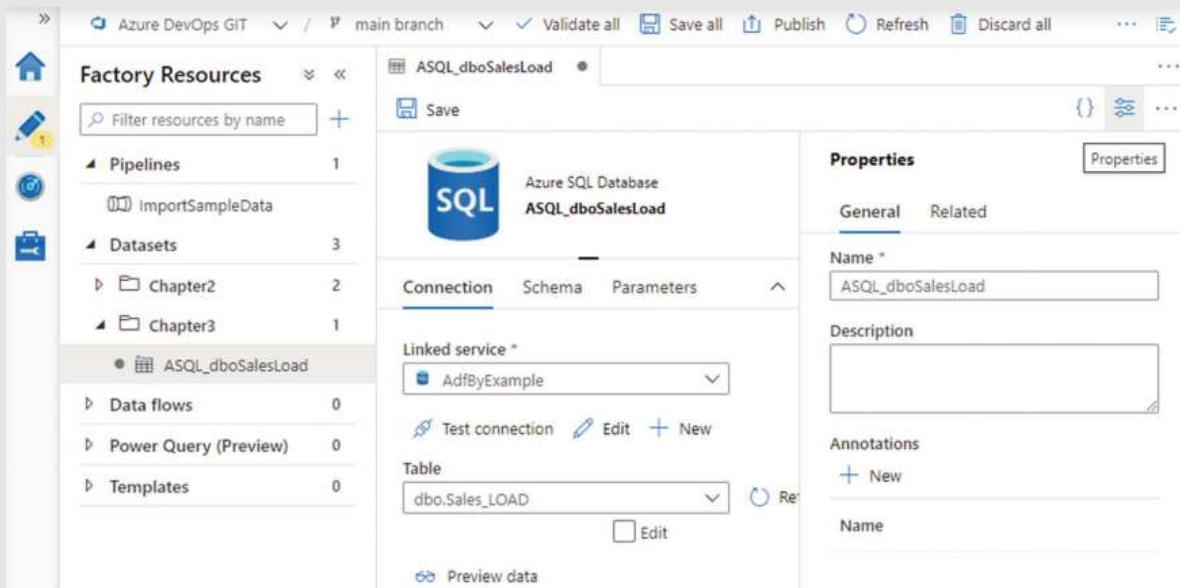 Azure DevOps GIT / main branch Validate all Save all Publish Refresh Discard all ...
Factory Resources
Filter resources by name
Pipelines 1
ImportSampleData
Datasets 3
Chapter2 2
Chapter3 1
ASQL_dboSalesLoad
Data flows 0
Power Query (Preview) 0
Templates 0
1
ASQL_dboSalesLoad
Save
{}
SQL
Azure SQL Database
ASQL_dboSalesLoad
Connection Schema Parameters
Linked service *
AdfByExample
Test connection Edit New
Table
dbo.Sales_LOAD
Edit
Preview data
Properties
Properties
General Related
Name *
ASQL_dboSalesLoad
Description
Annotations
New
Name